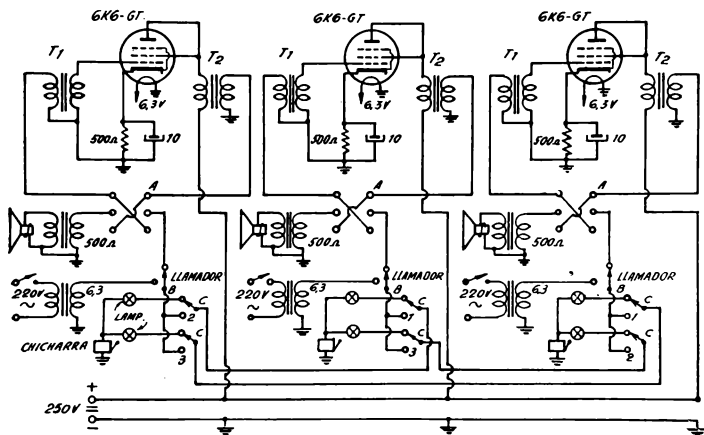 6K6-GT 6K6-GT 6K6-GT
T1 T2 T1 T2 T1 T2
6,3V 6,3V 6,3V
500Ω 10 500Ω 10 500Ω 10
A A A
500Ω 500Ω 500Ω
LLAMADOR LLAMADOR LLAMADOR
220V ~ 6,3 B C 220V ~ 6,3 B C 220V ~ 6,3 B C
LAMP. 2 1 1
C C C
CHICHARRA 3 3 2
+
250V =
-